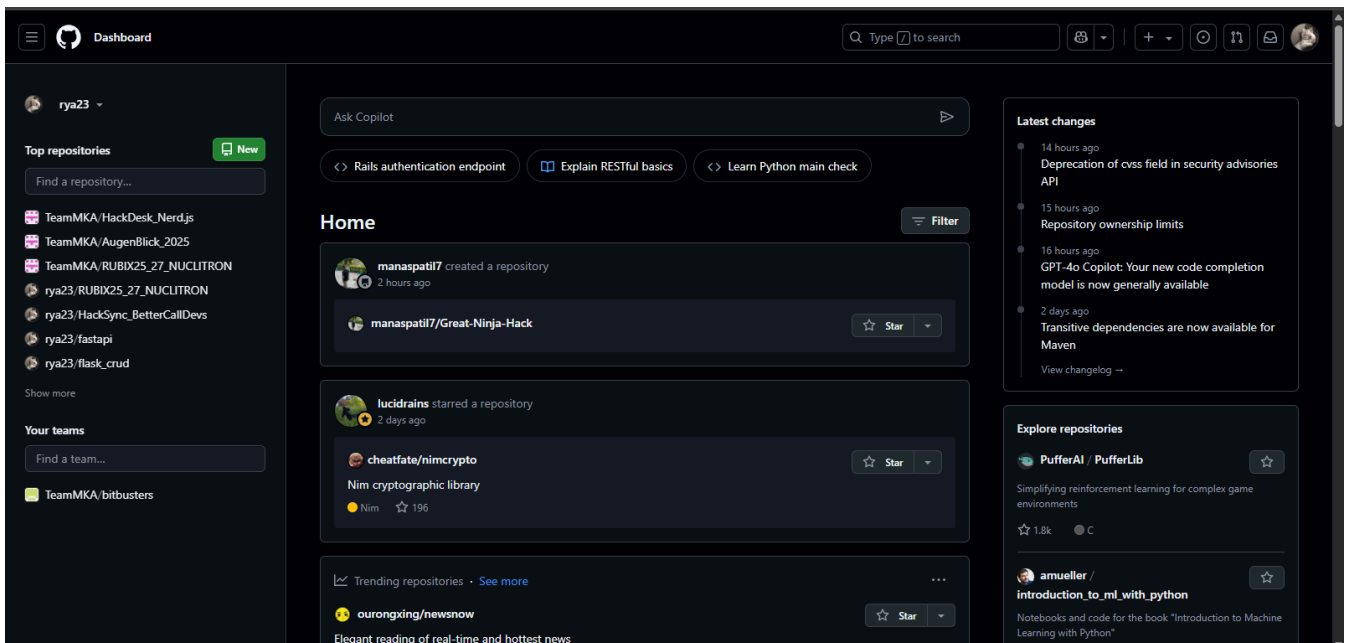 Dashboard
Type / to search
rya23
Top repositories
New
Find a repository...
TeamMKA/HackDesk_Nerd.js
TeamMKA/AugenBlick_2025
TeamMKA/RUBIX25_27_NUCLITRON
rya23/RUBIX25_27_NUCLITRON
rya23/HackSync_BetterCallDevs
rya23/fastapi
rya23/flask_crud
Show more
Your teams
Find a team...
TeamMKA/bitbusters
Ask Copilot
Rails authentication endpoint
Explain RESTful basics
Learn Python main check
Home
Filter
manaspatil7 created a repository
2 hours ago
manaspatil7/Great-Ninja-Hack
Star
lucidrains starred a repository
2 days ago
cheatfate/nimcrypto
Star
Nim cryptographic library
Nim 196
Trending repositories · See more
ourongxing/newsnow
Star
Elegant reading of real-time and hottest news
Latest changes
14 hours ago
Deprecation of cvss field in security advisories
API
15 hours ago
Repository ownership limits
16 hours ago
GPT-4o Copilot: Your new code completion
model is now generally available
2 days ago
Transitive dependencies are now available for
Maven
View changelog →
Explore repositories
PufferAI / PufferLib
Simplifying reinforcement learning for complex game
environments
1.8k C
amueller /
introduction_to_ml_with_python
Notebooks and code for the book "Introduction to Machine
Learning with Python"